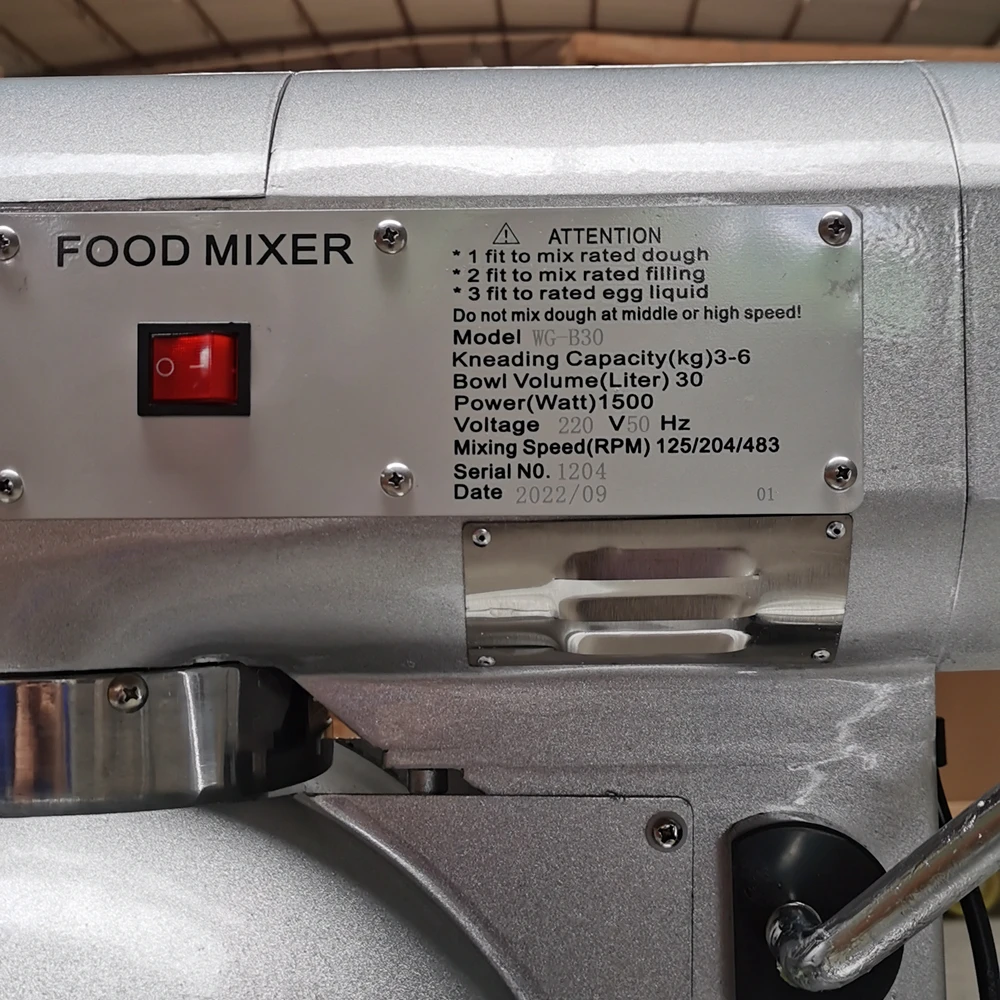 FOOD MIXER
⚠ ATTENTION
* 1 fit to mix rated dough
* 2 fit to mix rated filling
* 3 fit to rated egg liquid
Do not mix dough at middle or high speed!
Model WG-B30
Kneading Capacity(kg)3-6
Bowl Volume(Liter) 30
Power(Watt)1500
Voltage 220 V50 Hz
Mixing Speed(RPM) 125/204/483
Serial N0. 1204
Date 2022/09 01